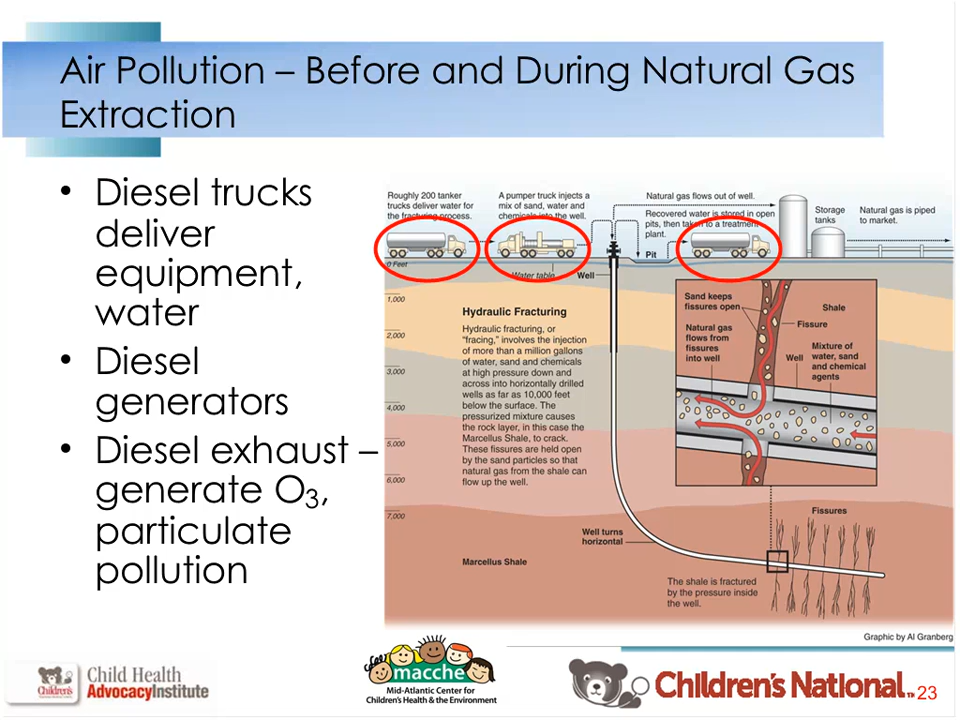 Air Pollution – Before and During Natural Gas
Extraction
• Diesel trucks
deliver
equipment,
water
• Diesel
generators
• Diesel exhaust –
generate O3,
particulate
pollution
Roughly 200 tanker
trucks deliver water for
the fracturing process.
A pumper truck injects a
mix of sand, water and
chemicals into the well.
Natural gas flows out of well.
Recovered water is stored in open
pits, then taken to a treatment
plant.
Storage
tanks
Natural gas is piped
to market.
Pit
0 Feet
Water table
Well
1,000
2,000
3,000
4,000
5,000
6,000
7,000
Hydraulic Fracturing
Hydraulic fracturing, or
“fracing,” involves the injection
of more than a million gallons
of water, sand and chemicals
at high pressure down and
across into horizontally drilled
wells as far as 10,000 feet
below the surface. The
pressurized mixture causes
the rock layer, in this case the
Marcellus Shale, to crack.
These fissures are held open
by the sand particles so that
natural gas from the shale can
flow up the well.
Sand keeps
fissures open
Shale
Fissure
Natural gas
flows from
fissures
into well
Well
Mixture of
water, sand
and chemical
agents
Fissures
Well turns
horizontal
Marcellus Shale
The shale is fractured
by the pressure inside
the well.
Graphic by Al Granberg
Children's
Child Health
AdvocacyInstitute
macche
Mid-Atlantic Center for
Children's Health & the Environment
Children's National™
23